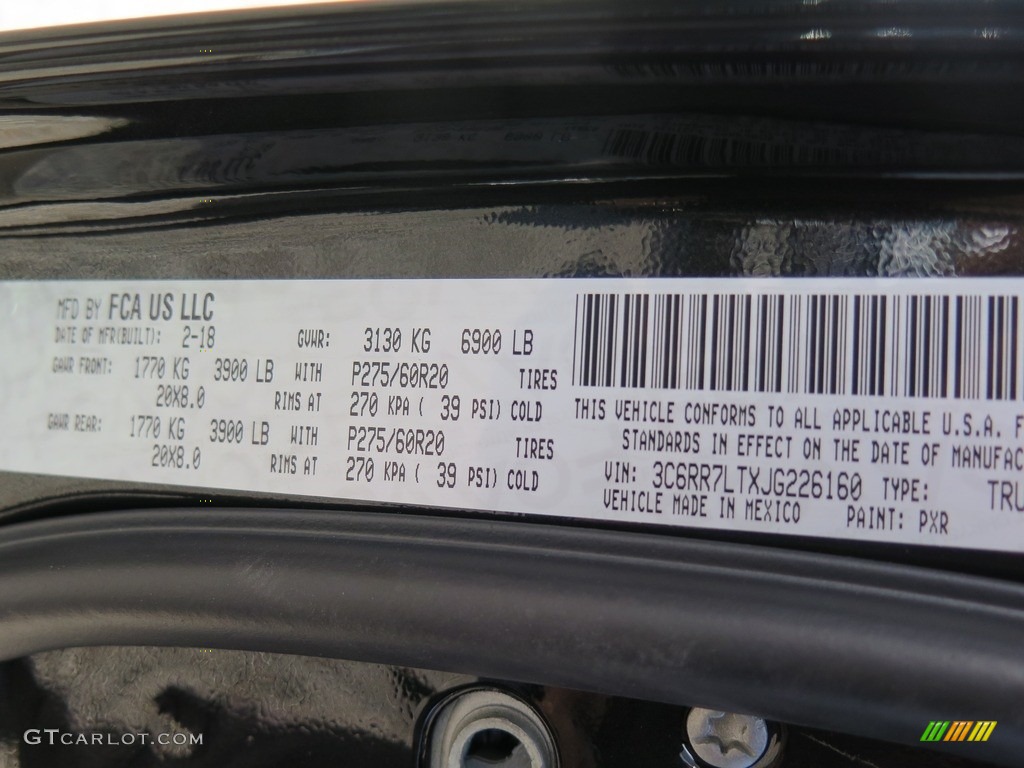 MFD BY FCA US LLC
DATE OF MFR(BUILT): 2-18 GVWR: 3130 KG 6900 LB
GAWR FRONT: 1770 KG 3900 LB WITH P275/60R20 TIRES
20X8.0 RIMS AT 270 KPA ( 39 PSI) COLD
GAWR REAR: 1770 KG 3900 LB WITH P275/60R20 TIRES
20X8.0 RIMS AT 270 KPA ( 39 PSI) COLD
THIS VEHICLE CONFORMS TO ALL APPLICABLE U.S.A. F
STANDARDS IN EFFECT ON THE DATE OF MANUFAC
VIN: 3C6RR7LTXJG226160 TYPE: TRU
VEHICLE MADE IN MEXICO PAINT: PXR
GTCARLOT.COM